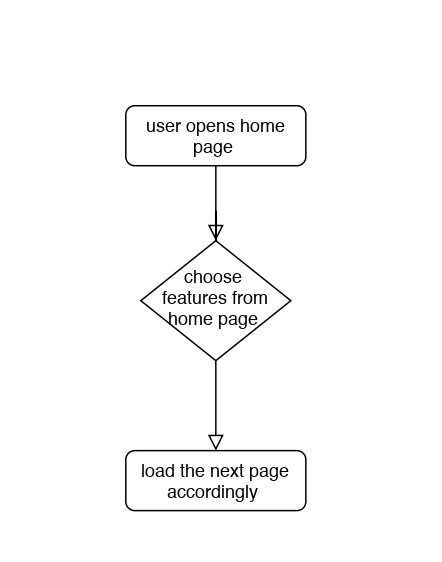 user opens home
page
choose
features from
home page
load the next page
accordingly